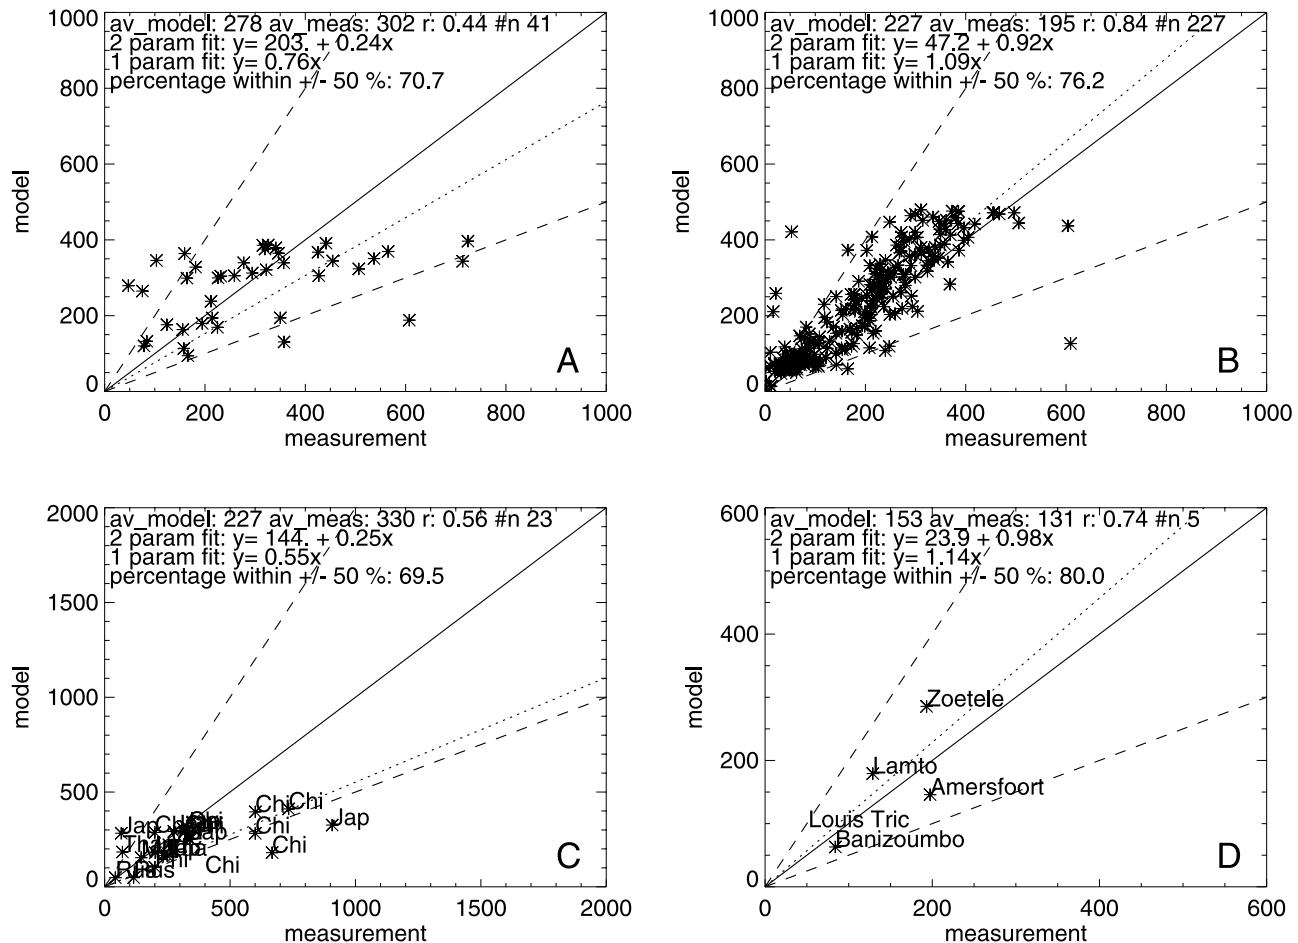 av_model: 278 av_meas: 302 r: 0.44 #n 41
2 param fit: y= 203. + 0.24x
1 param fit: y= 0.76x
percentage within +/- 50 %: 70.7
1000
800
600
400
200
0
model
A
0 200 400 600 800 1000
measurement
av_model: 227 av_meas: 195 r: 0.84 #n 227
2 param fit: y= 47.2 + 0.92x
1 param fit: y= 1.09x
percentage within +/- 50 %: 76.2
1000
800
600
400
200
0
model
B
0 200 400 600 800 1000
measurement
av_model: 227 av_meas: 330 r: 0.56 #n 23
2 param fit: y= 144. + 0.25x
1 param fit: y= 0.55x
percentage within +/- 50 %: 69.5
2000
1500
1000
500
0
model
Chi Chi
Jap Chi Jap
Chi
Chi
C
0 500 1000 1500 2000
measurement
av_model: 153 av_meas: 131 r: 0.74 #n 5
2 param fit: y= 23.9 + 0.98x
1 param fit: y= 1.14x
percentage within +/- 50 %: 80.0
600
400
200
0
model
Zoetele
Lamto
Amersfoort
Louis Tric
Banizoumbo
D
0 200 400 600
measurement